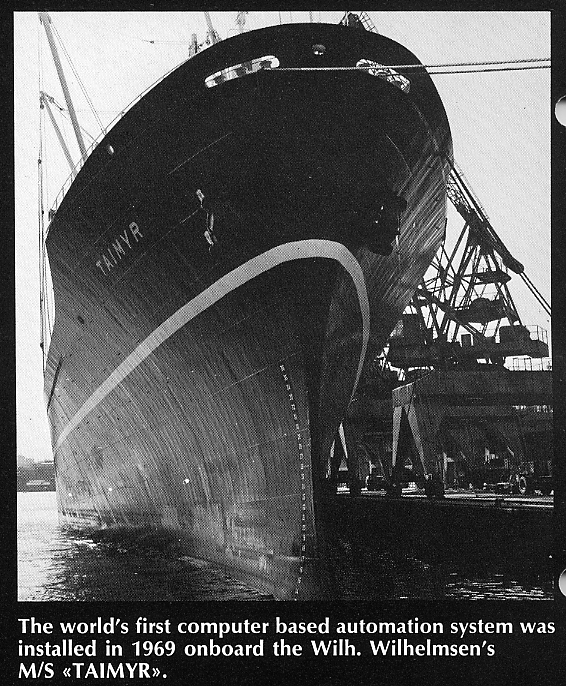 TAIMYR
The world's first computer based automation system was
installed in 1969 onboard the Wilh. Wilhelmsen's
M/S «TAIMYR».